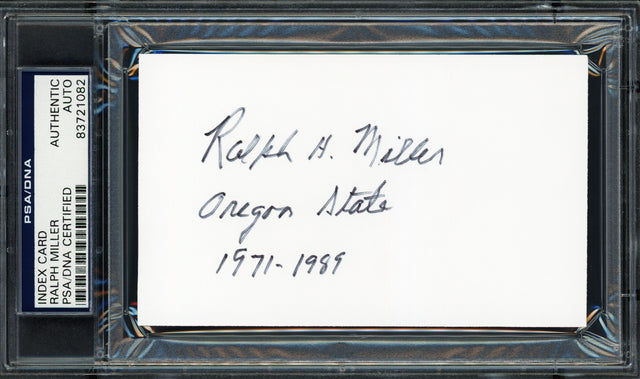 PSA/DNA
INDEX CARD
RALPH MILLER
PSA/DNA CERTIFIED
AUTHENTIC
AUTO
83721082
Ralph H. Miller
Oregon State
1971-1989